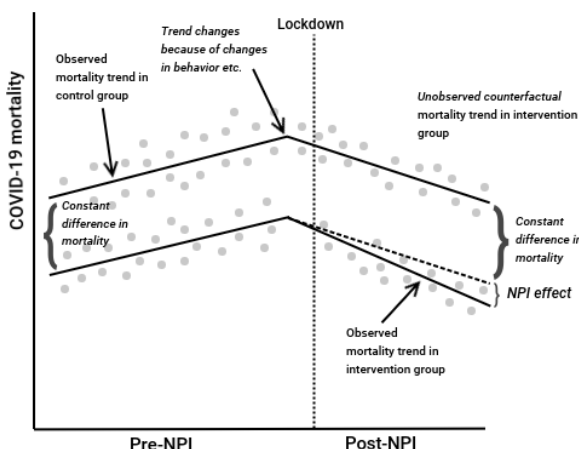 Lockdown
Trend changes
because of changes
in behavior etc.
Observed
mortality trend in
control group
Unobserved counterfactual
mortality trend in intervention
group
COVID-19 mortality
Constant
difference in
mortality
Constant
difference in
mortality
NPI effect
Observed
mortality trend in
intervention group
Pre-NPI
Post-NPI